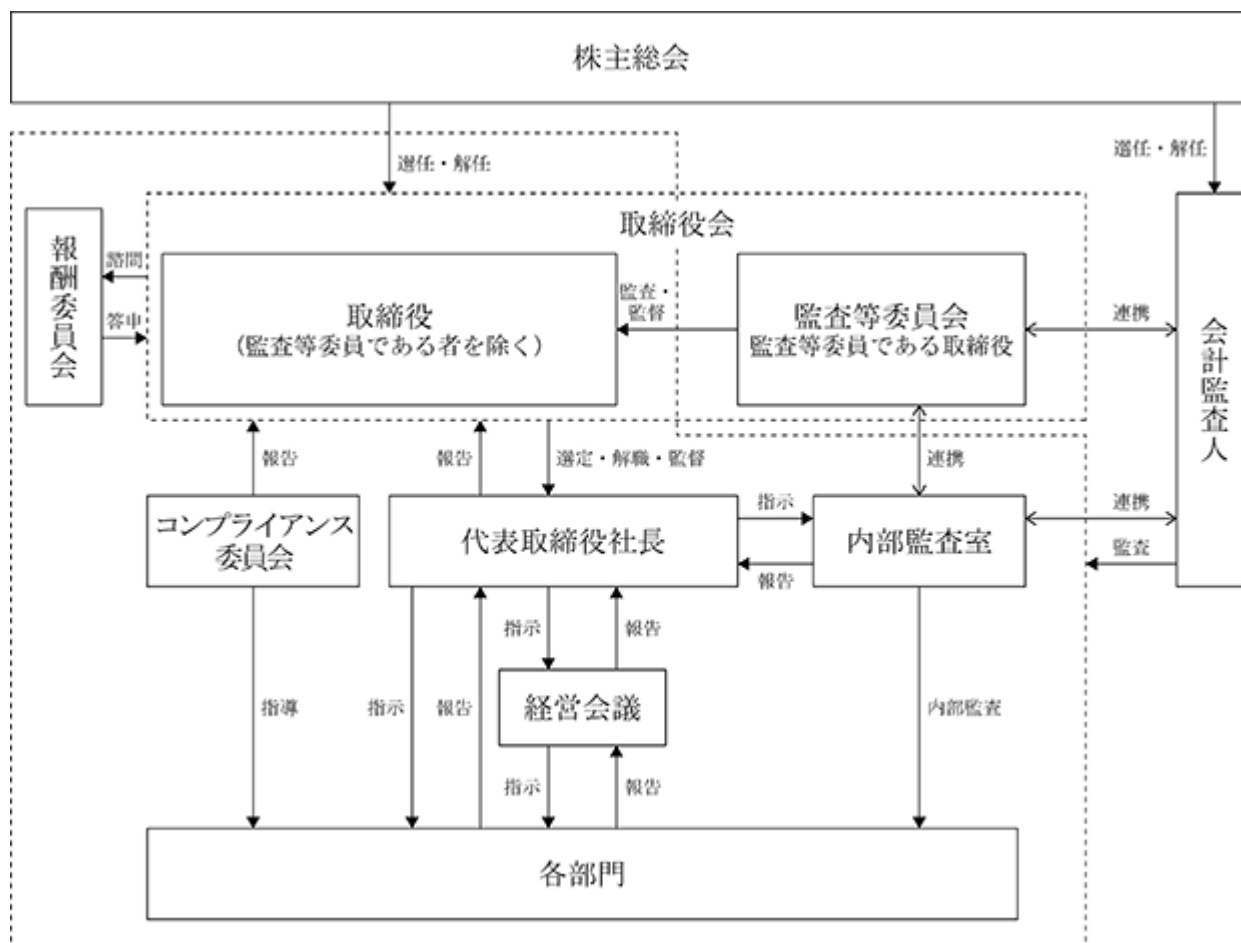 株主総会
選任・解任
選任・解任
取締役会
報酬委員会
諮問
答申
取締役
(監査等委員である者を除く)
監査・
監督
監査等委員会
監査等委員である取締役
連携
会計監査人
報告
報告
選定・解職・監督
連携
コンプライアンス
委員会
代表取締役社長
指示
報告
内部監査室
連携
監査
指示
報告
指導
指示
報告
経営会議
内部監査
指示
報告
各部門